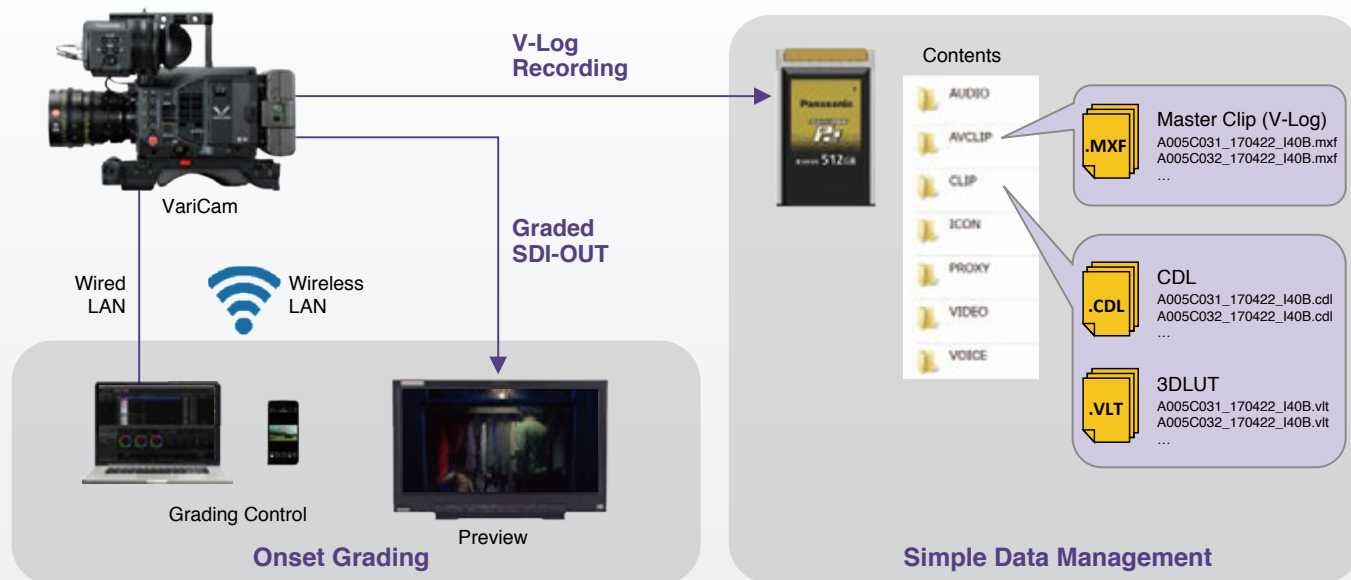 V-Log
Recording
VariCam
Graded
SDI-OUT
Wired
LAN
Wireless
LAN
Grading Control
Preview
Onset Grading
Panasonic
P2
512GB
Contents
AUDIO
AVCLIP
CLIP
ICON
PROXY
VIDEO
VOICE
.MXF
Master Clip (V-Log)
A005C031_170422_I40B.mxf
A005C032_170422_I40B.mxf
...
.CDL
CDL
A005C031_170422_I40B.cdl
A005C032_170422_I40B.cdl
...
.VLT
3DLUT
A005C031_170422_I40B.vlt
A005C032_170422_I40B.vlt
...
Simple Data Management